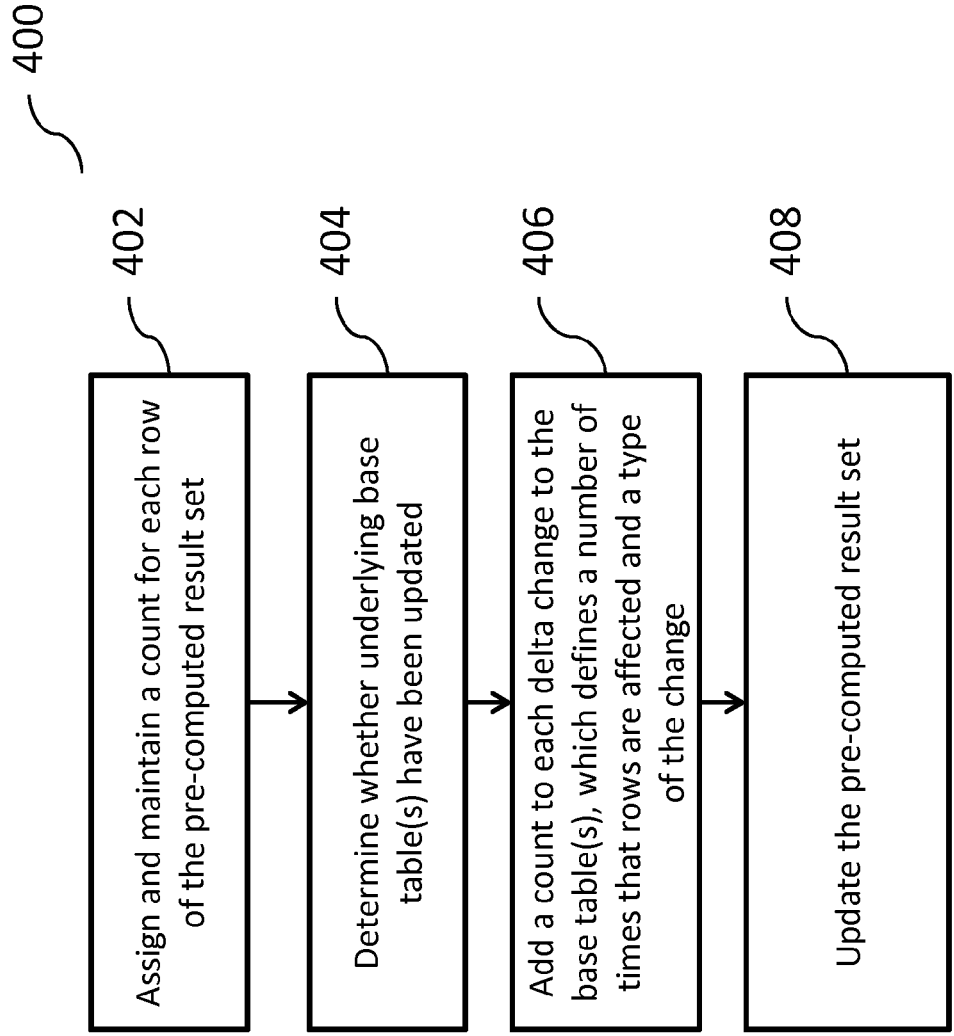 400
402
Assign and maintain a count for each row
of the pre-computed result set
404
Determine whether underlying base
table(s) have been updated
406
Add a count to each delta change to the
base table(s), which defines a number of
times that rows are affected and a type
of the change
408
Update the pre-computed result set